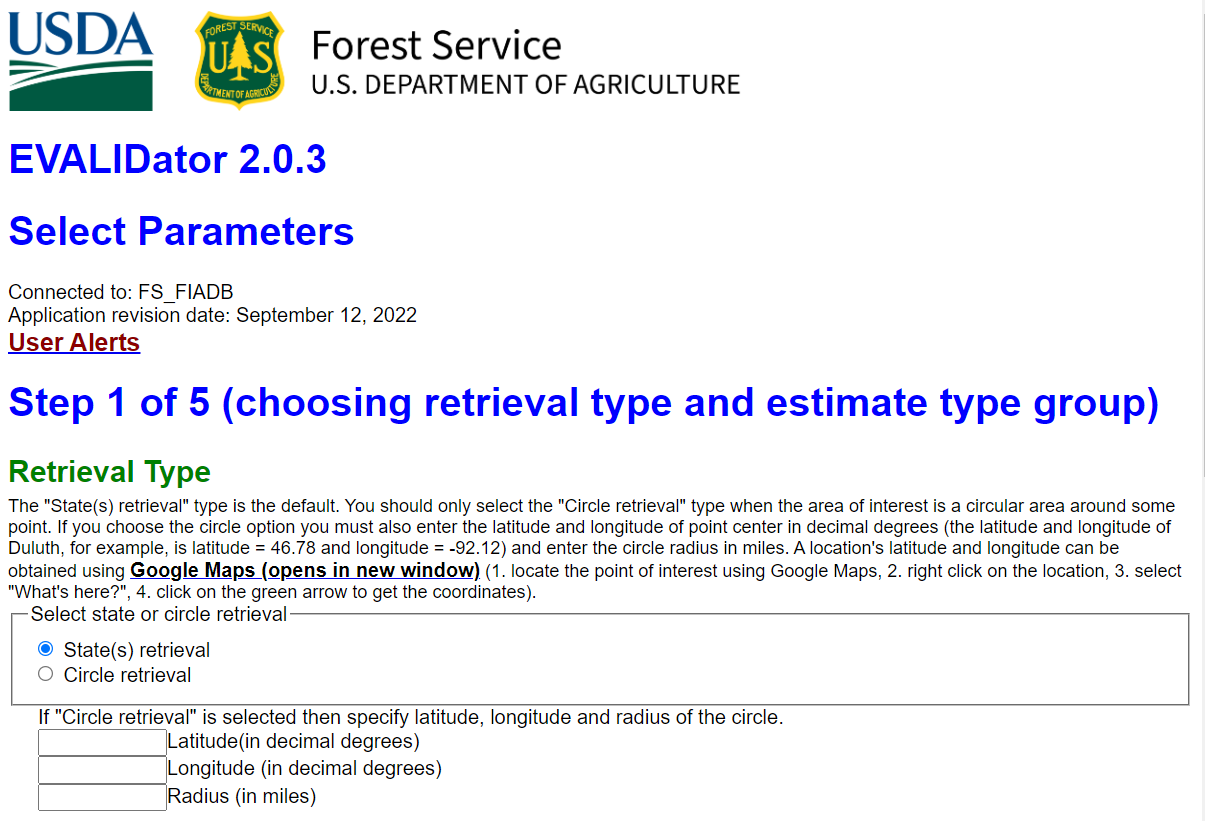 USDA
FOREST SERVICE
U S
DEPARTMENT OF AGRICULTURE
Forest Service
U.S. DEPARTMENT OF AGRICULTURE
EVALIDator 2.0.3
Select Parameters
Connected to: FS_FIADB
Application revision date: September 12, 2022
User Alerts
Step 1 of 5 (choosing retrieval type and estimate type group)
Retrieval Type
The "State(s) retrieval" type is the default. You should only select the "Circle retrieval" type when the area of interest is a circular area around some
point. If you choose the circle option you must also enter the latitude and longitude of point center in decimal degrees (the latitude and longitude of
Duluth, for example, is latitude = 46.78 and longitude = -92.12) and enter the circle radius in miles. A location's latitude and longitude can be
obtained using Google Maps (opens in new window) (1. locate the point of interest using Google Maps, 2. right click on the location, 3. select
"What's here?", 4. click on the green arrow to get the coordinates).
Select state or circle retrieval
State(s) retrieval
Circle retrieval
If "Circle retrieval" is selected then specify latitude, longitude and radius of the circle.
Latitude(in decimal degrees)
Longitude (in decimal degrees)
Radius (in miles)